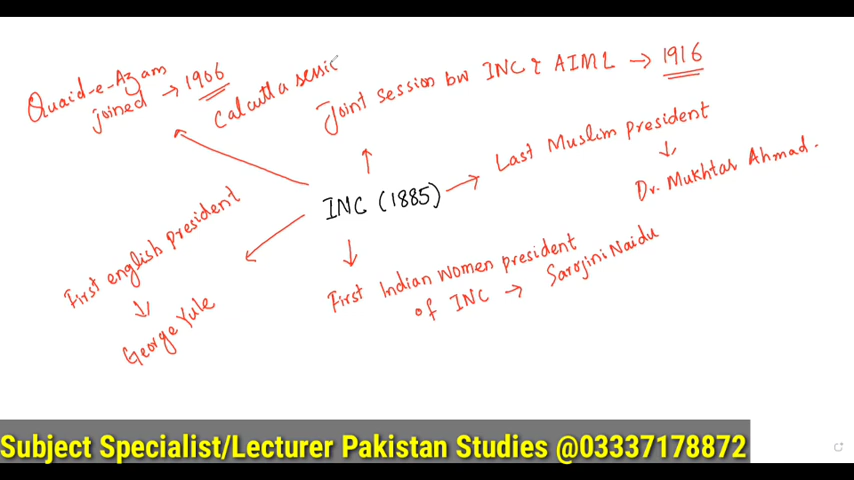 Quaid-e-Azam
joined → 1906
Calcutta sessio
Joint session bw INC & AIML → 1916
Last Muslim president
↓
Dr. Mukhtar Ahmad.
INC (1885)
First english president
↓
George Yule
First Indian Women president
of INC → Sarojini Naidu
Subject Specialist/Lecturer Pakistan Studies @03337178872